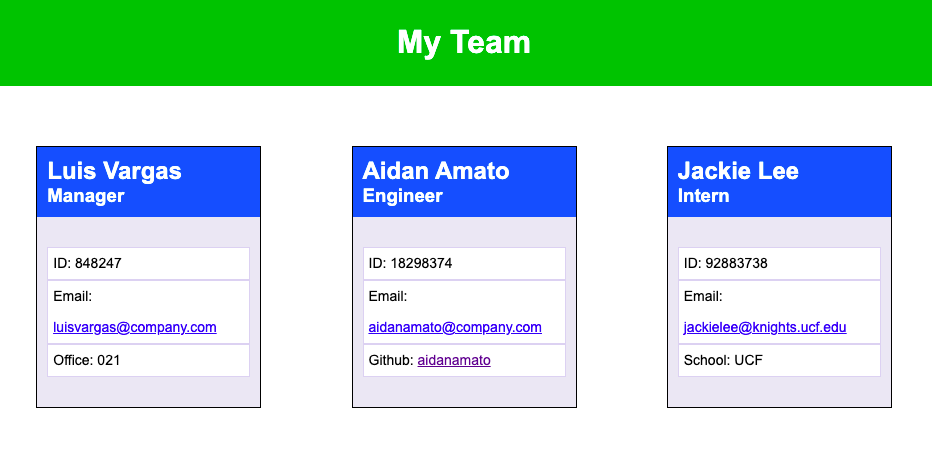 My Team
Luis Vargas
Manager
ID: 848247
Email:
luisvargas@company.com
Office: 021
Aidan Amato
Engineer
ID: 18298374
Email:
aidanamato@company.com
Github: aidanamato
Jackie Lee
Intern
ID: 92883738
Email:
jackielee@knights.ucf.edu
School: UCF